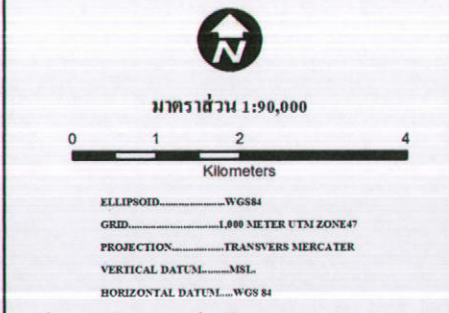 N
มาตราส่วน 1:90,000
0 1 2 4
Kilometers
ELLIPSOID......................WGS84
GRID..............................1,000 METER UTM ZONE47
PROJECTION.................TRANSVERS MERCATER
VERTICAL DATUM.........MSL.
HORIZONTAL DATUM....WGS 84